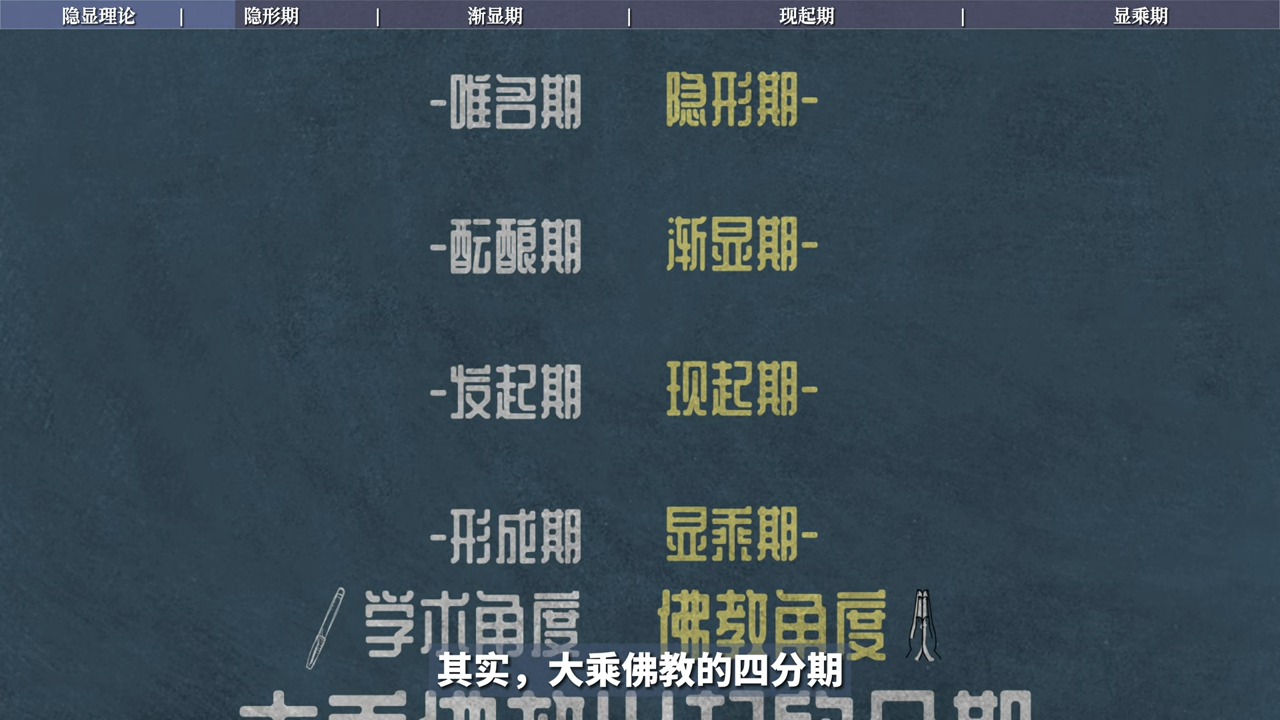 隐显理论 | 隐形期 | 渐显期 | 现起期 | 显乘期
-唯名期 隐形期-
-酝酿期 渐显期-
-发起期 现起期-
-形成期 显乘期-
学术角度 佛教角度
其实，大乘佛教的四分期